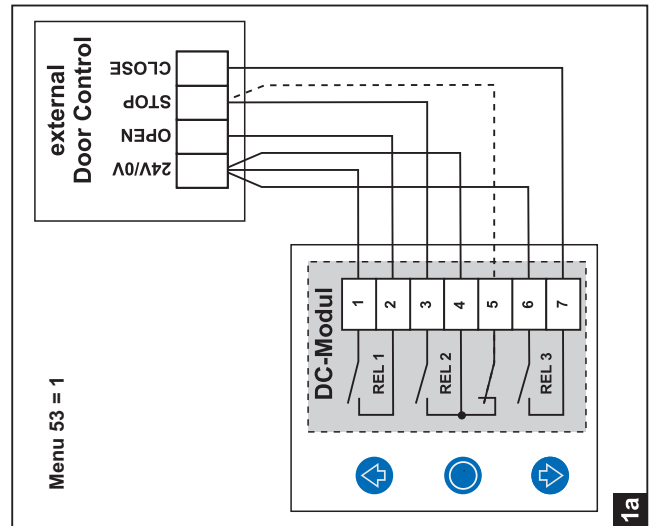 external
Door Control
CLOSE
STOP
OPEN
24V/0V
DC-Modul
1
2
3
4
5
6
7
REL 1
REL 2
REL 3
Menu 53 = 1
1a